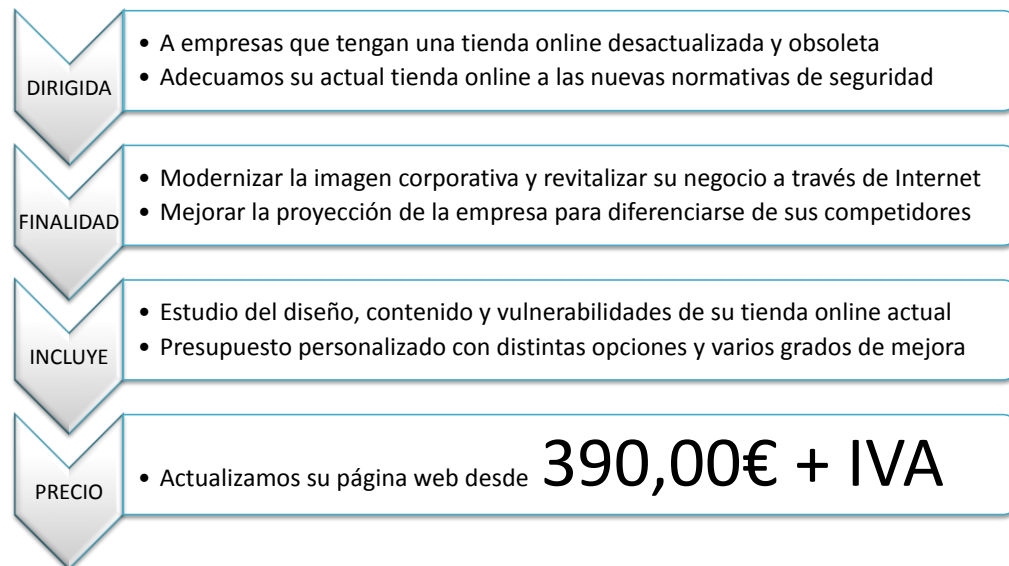 DIRIGIDA
• A empresas que tengan una tienda online desactualizada y obsoleta
• Adecuamos su actual tienda online a las nuevas normativas de seguridad
FINALIDAD
• Modernizar la imagen corporativa y revitalizar su negocio a través de Internet
• Mejorar la proyección de la empresa para diferenciarse de sus competidores
INCLUYE
• Estudio del diseño, contenido y vulnerabilidades de su tienda online actual
• Presupuesto personalizado con distintas opciones y varios grados de mejora
PRECIO
• Actualizamos su página web desde 390,00€ + IVA